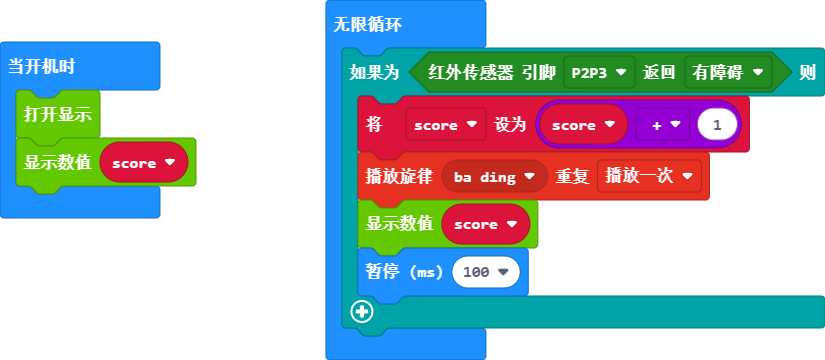 当开机时
打开显示
显示数值 score
无限循环
如果为 红外传感器 引脚 P2P3 返回 有障碍 则
将 score 设为 score + 1
播放旋律 ba ding 重复 播放一次
显示数值 score
暂停 (ms) 100